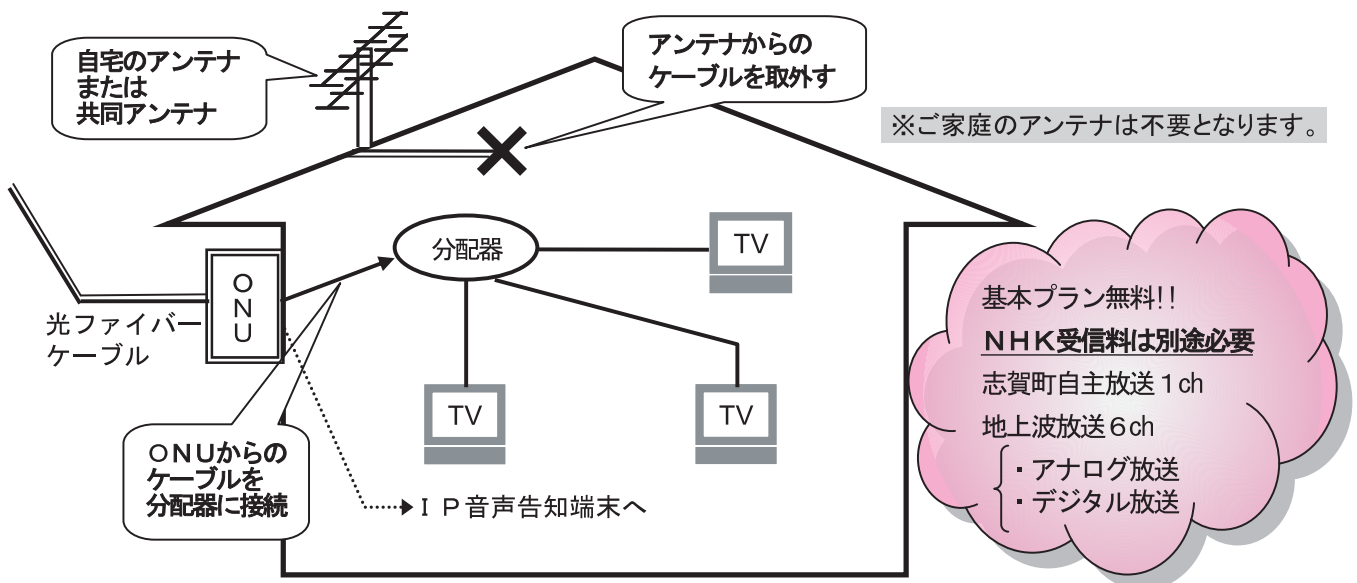 自宅のアンテナ
または
共同アンテナ
アンテナからの
ケーブルを取外す
※ご家庭のアンテナは不要となります。
分配器
TV
ONU
光ファイバー
ケーブル
TV
TV
ONUからの
ケーブルを
分配器に接続
IP音声告知端末へ
基本プラン無料!!
NHK受信料は別途必要
志賀町自主放送1ch
地上波放送6ch
・アナログ放送
・デジタル放送